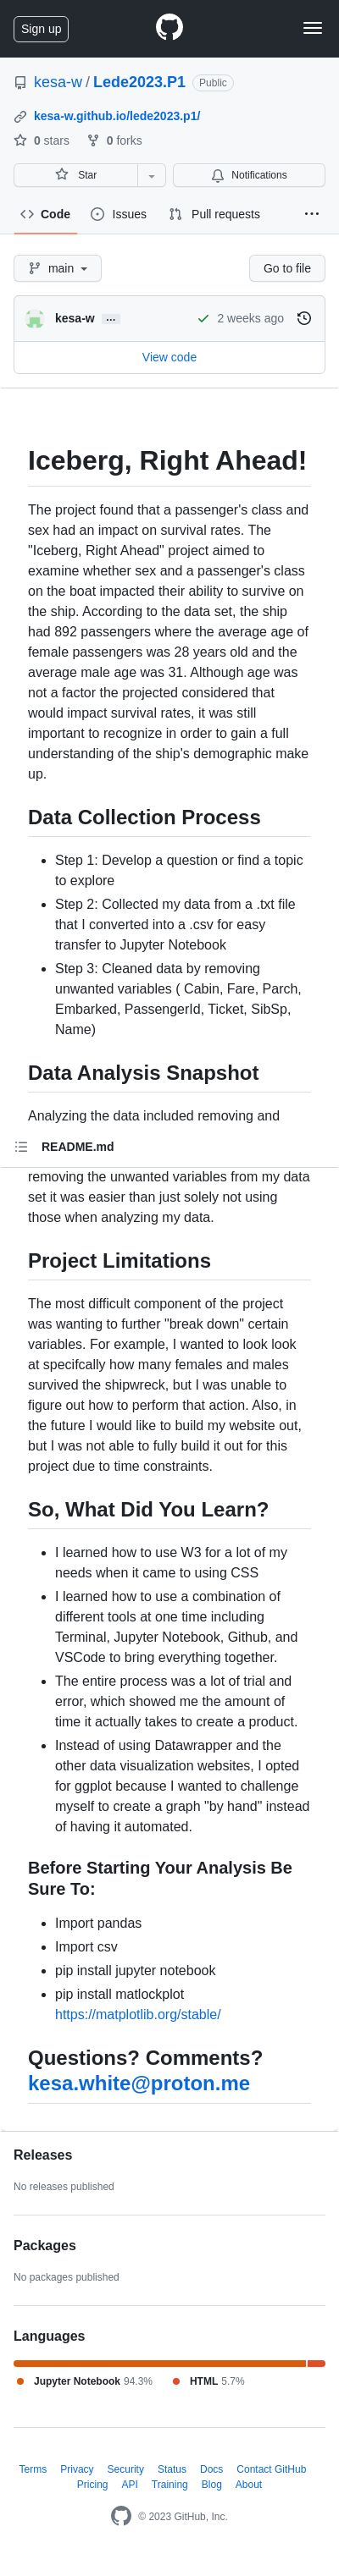 Sign up
kesa-w / Lede2023.P1 Public
kesa-w.github.io/lede2023.p1/
0 stars 0 forks
Star Notifications
Code Issues Pull requests ...
main Go to file
kesa-w ... 2 weeks ago
View code
Iceberg, Right Ahead!
The project found that a passenger's class and
sex had an impact on survival rates. The
"Iceberg, Right Ahead" project aimed to
examine whether sex and a passenger's class
on the boat impacted their ability to survive on
the ship. According to the data set, the ship
had 892 passengers where the average age of
female passengers was 28 years old and the
average male age was 31. Although age was
not a factor the projected considered that
would impact survival rates, it was still
important to recognize in order to gain a full
understanding of the ship's demographic make
up.
Data Collection Process
• Step 1: Develop a question or find a topic
to explore
• Step 2: Collected my data from a .txt file
that I converted into a .csv for easy
transfer to Jupyter Notebook
• Step 3: Cleaned data by removing
unwanted variables ( Cabin, Fare, Parch,
Embarked, PassengerId, Ticket, SibSp,
Name)
Data Analysis Snapshot
Analyzing the data included removing and
README.md
removing the unwanted variables from my data
set it was easier than just solely not using
those when analyzing my data.
Project Limitations
The most difficult component of the project
was wanting to further "break down" certain
variables. For example, I wanted to look look
at specifcally how many females and males
survived the shipwreck, but I was unable to
figure out how to perform that action. Also, in
the future I would like to build my website out,
but I was not able to fully build it out for this
project due to time constraints.
So, What Did You Learn?
• I learned how to use W3 for a lot of my
needs when it came to using CSS
• I learned how to use a combination of
different tools at one time including
Terminal, Jupyter Notebook, Github, and
VSCode to bring everything together.
• The entire process was a lot of trial and
error, which showed me the amount of
time it actually takes to create a product.
• Instead of using Datawrapper and the
other data visualization websites, I opted
for ggplot because I wanted to challenge
myself to create a graph "by hand" instead
of having it automated.
Before Starting Your Analysis Be
Sure To:
• Import pandas
• Import csv
• pip install jupyter notebook
• pip install matlockplot
https://matplotlib.org/stable/
Questions? Comments?
kesa.white@proton.me
Releases
No releases published
Packages
No packages published
Languages
Jupyter Notebook 94.3% HTML 5.7%
Terms Privacy Security Status Docs Contact GitHub
Pricing API Training Blog About
© 2023 GitHub, Inc.